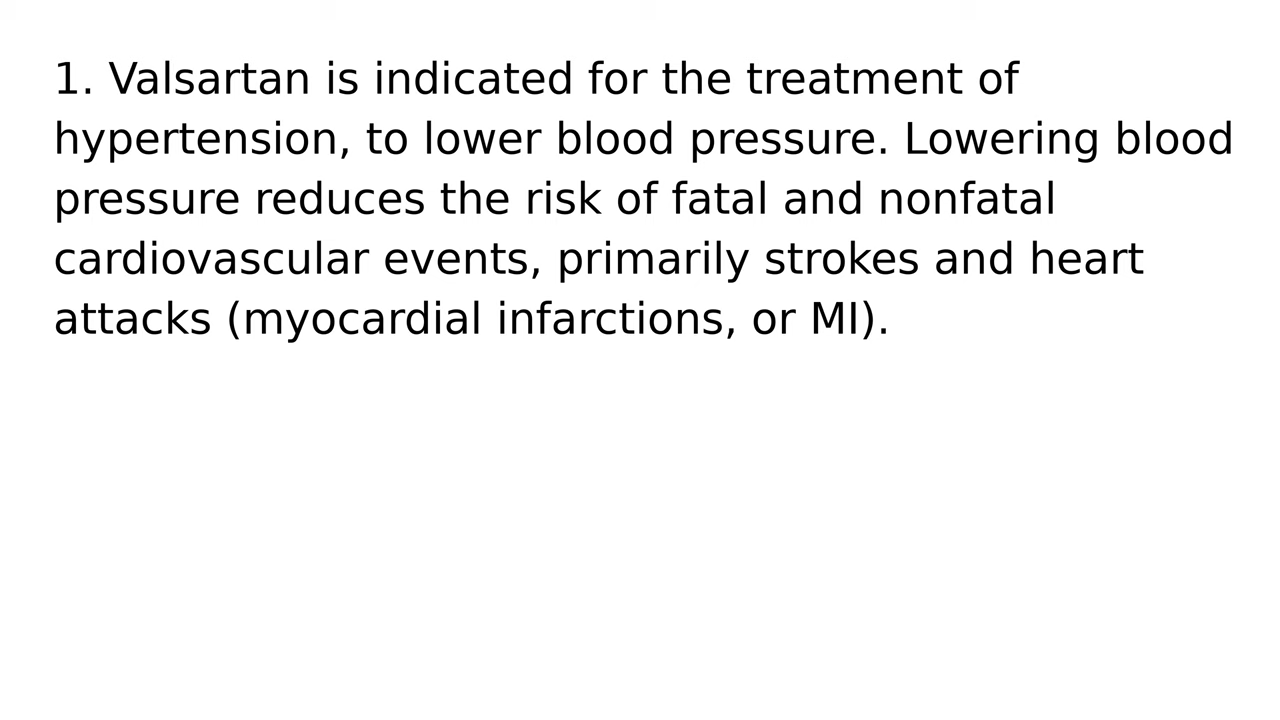 1. Valsartan is indicated for the treatment of
hypertension, to lower blood pressure. Lowering blood
pressure reduces the risk of fatal and nonfatal
cardiovascular events, primarily strokes and heart
attacks (myocardial infarctions, or MI).